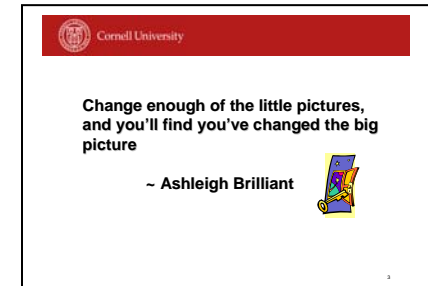 Cornell University
Change enough of the little pictures,
and you'll find you've changed the big
picture
~ Ashleigh Brilliant
3